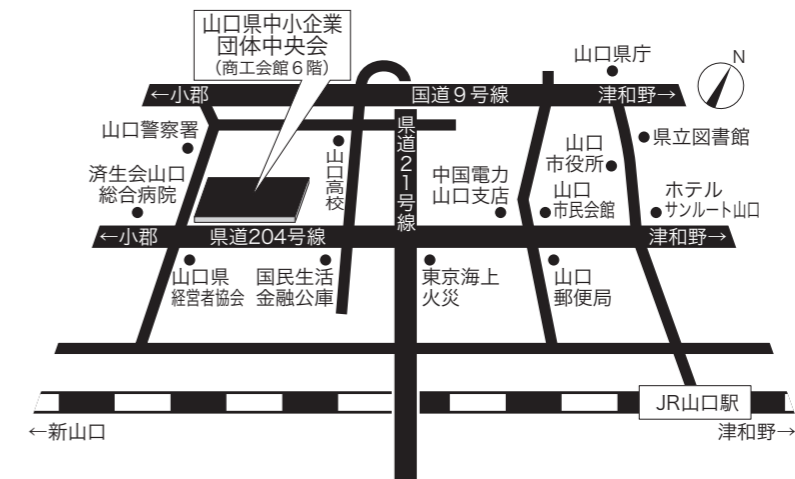 山口県中小企業
団体中央会
（商工会館６階）
山口県庁
N
←小郡
国道９号線
津和野→
山口警察署
県道２１号線
山口高校
山口
市役所
県立図書館
済生会山口
総合病院
中国電力
山口支店
山口
市民会館
ホテル
サンルート山口
←小郡
県道204号線
津和野→
山口県
経営者協会
国民生活
金融公庫
東京海上
火災
山口
郵便局
JR山口駅
←新山口
津和野→